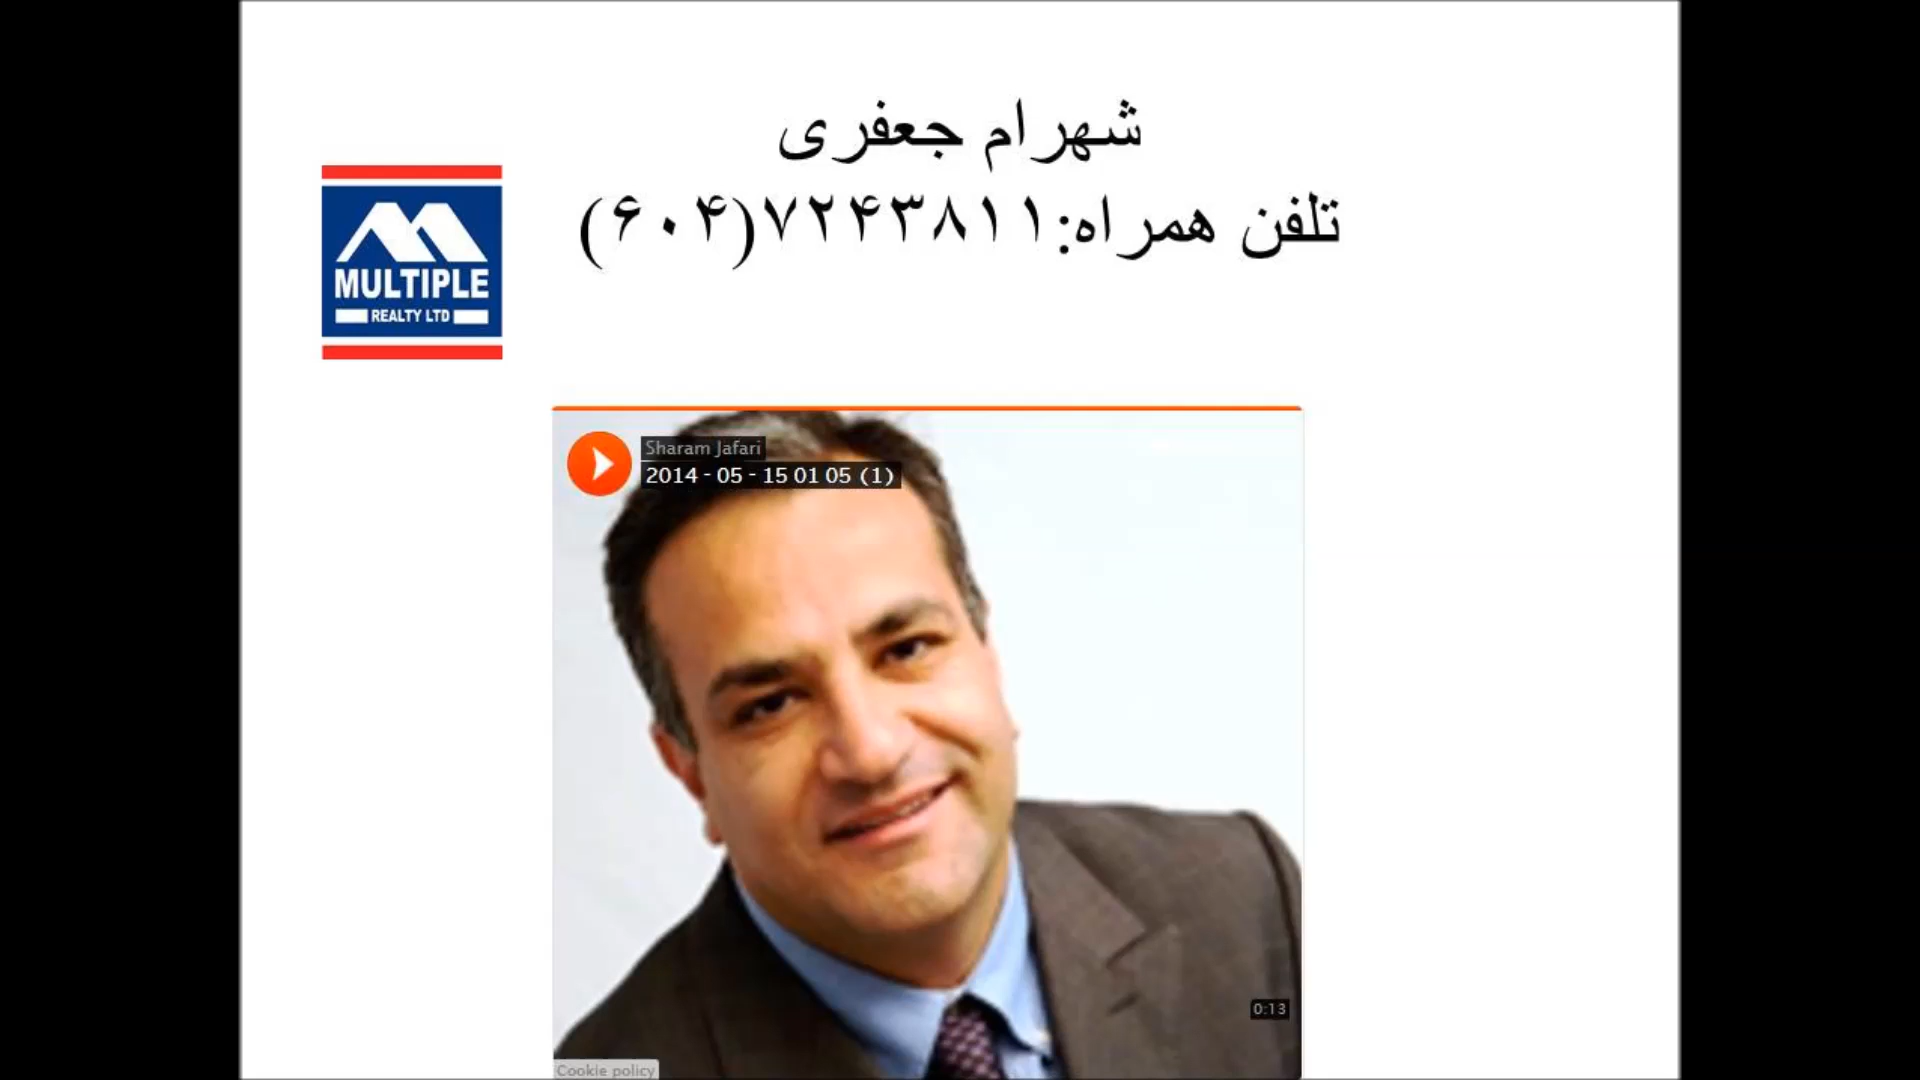 شهرام جعفری
تلفن همراه:۷۲۴۳۸۱۱(۶۰۴)
MULTIPLE
REALTY LTD
Sharam Jafari
2014 - 05 - 15 01 05 (1)
0:13
Cookie policy